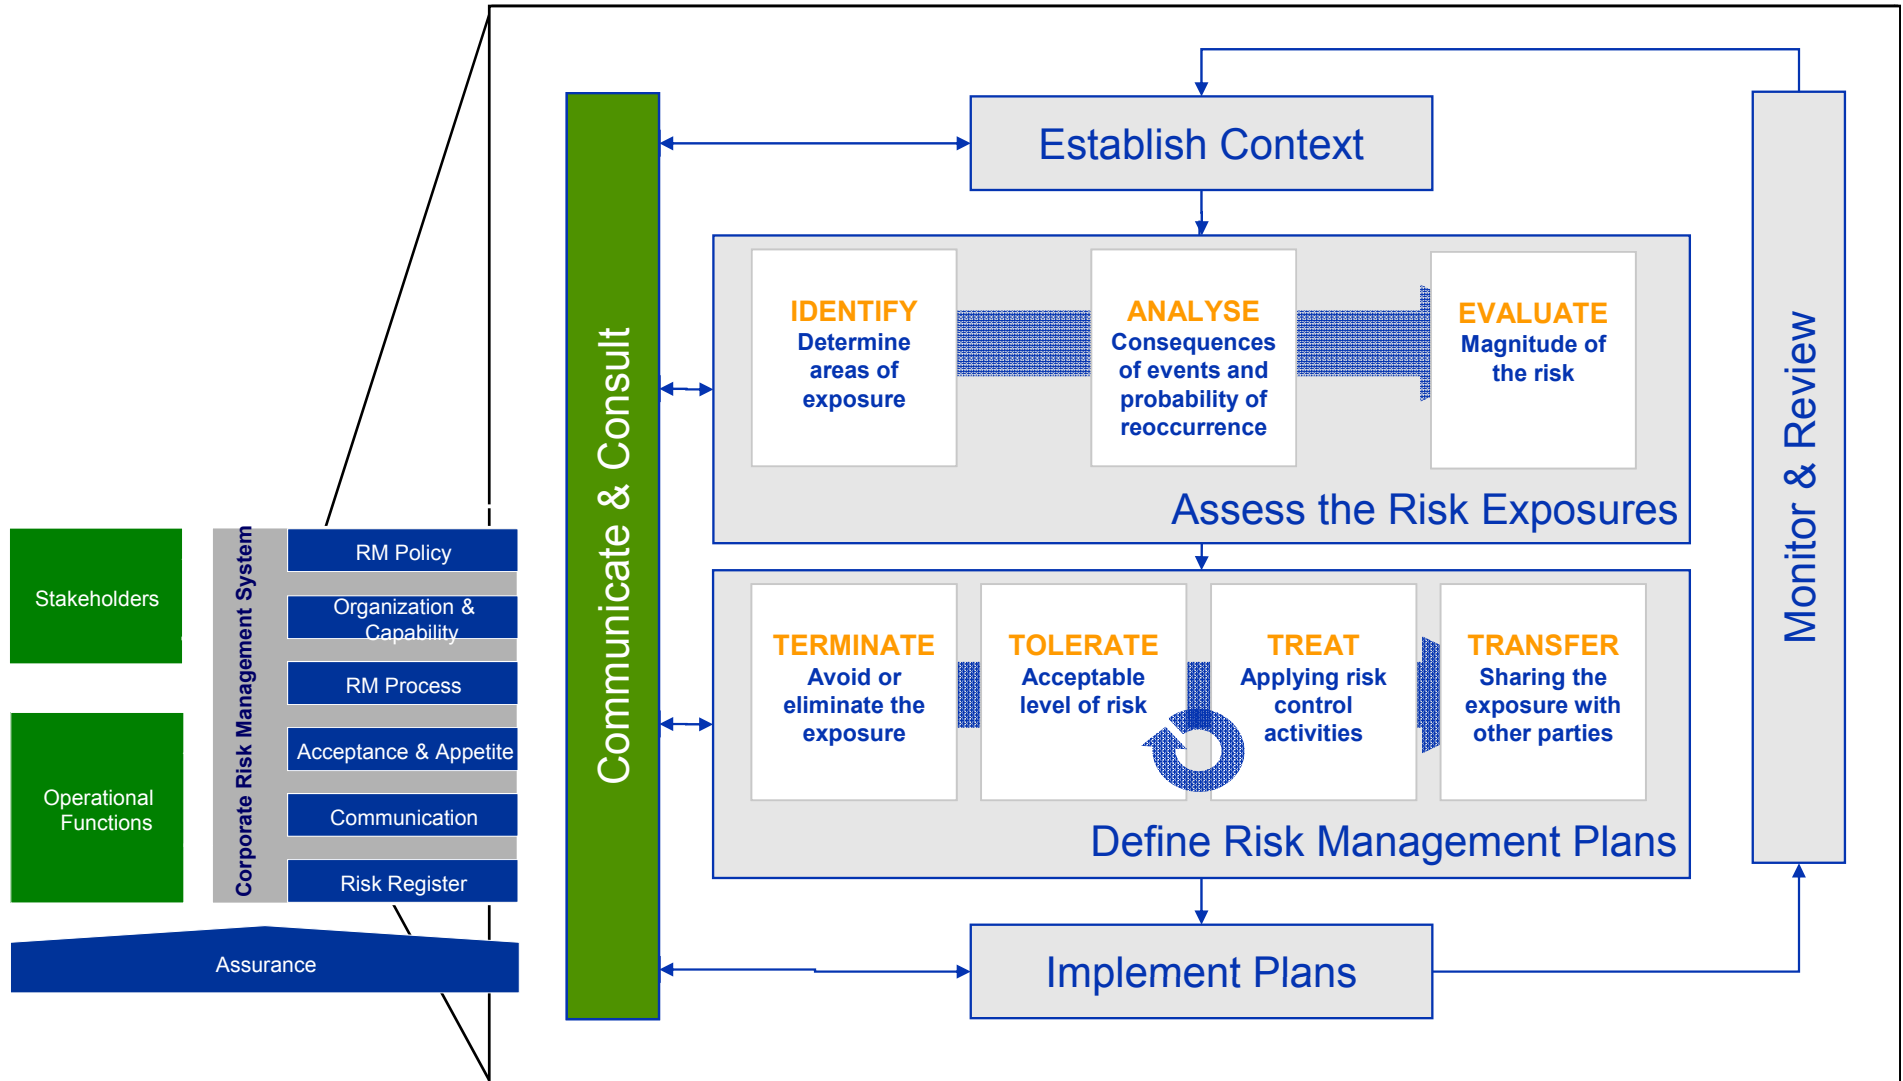 Stakeholders
Operational
Functions
Corporate Risk Management System
RM Policy
Organization &
Capability
RM Process
Acceptance & Appetite
Communication
Risk Register
Assurance
Communicate & Consult
Establish Context
IDENTIFY
Determine
areas of
exposure
ANALYSE
Consequences
of events and
probability of
reoccurrence
EVALUATE
Magnitude of
the risk
Assess the Risk Exposures
TERMINATE
Avoid or
eliminate the
exposure
TOLERATE
Acceptable
level of risk
TREAT
Applying risk
control
activities
TRANSFER
Sharing the
exposure with
other parties
Define Risk Management Plans
Implement Plans
Monitor & Review